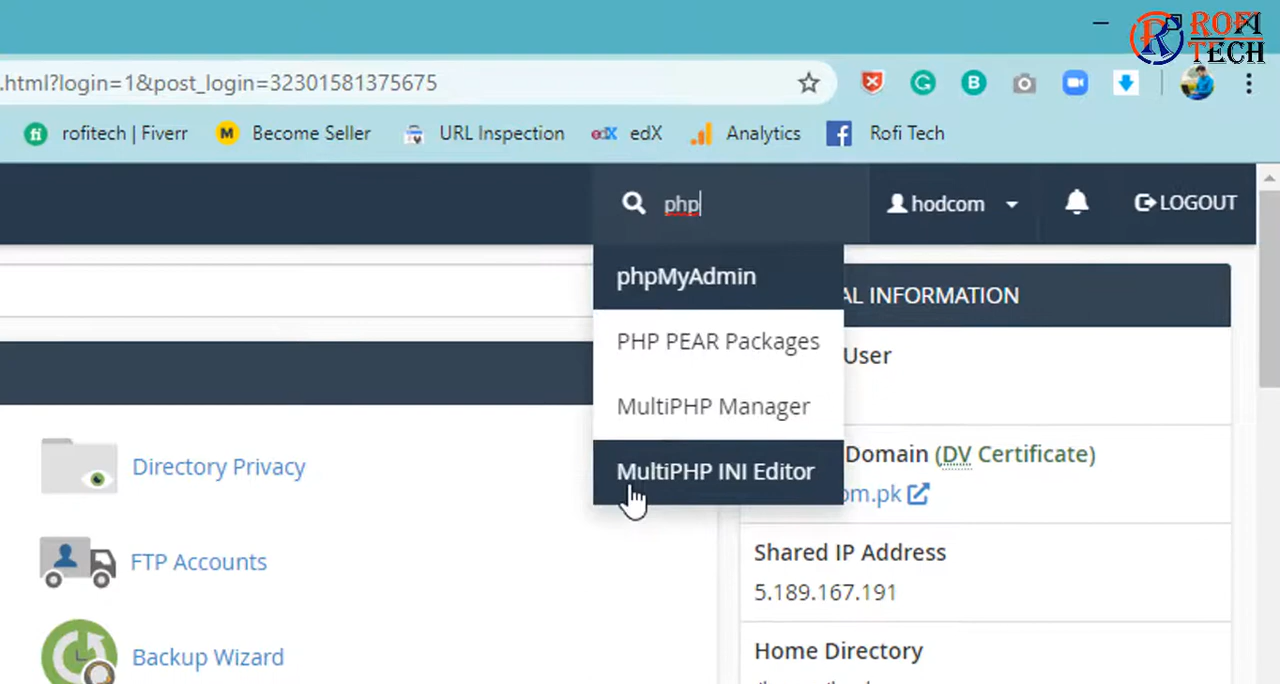 ROFI
TECH
.html?login=1&post_login=32301581375675
rofitech | Fiverr
Become Seller
URL Inspection
edX
edX
Analytics
Rofi Tech
php
hodcom
LOGOUT
phpMyAdmin
PHP PEAR Packages
MultiPHP Manager
MultiPHP INI Editor
AL INFORMATION
User
Domain (DV Certificate)
om.pk
Shared IP Address
5.189.167.191
Home Directory
Directory Privacy
FTP Accounts
Backup Wizard